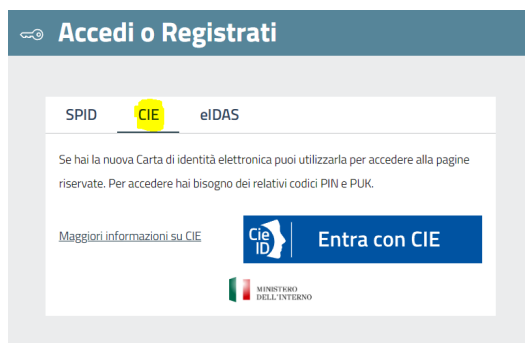 Accedi o Registrati
SPID CIE eIDAS
Se hai la nuova Carta di identità elettronica puoi utilizzarla per accedere alla pagine
riservate. Per accedere hai bisogno dei relativi codici PIN e PUK.
Maggiori informazioni su CIE
Cie
ID
Entra con CIE
MINISTERO
DELL'INTERNO